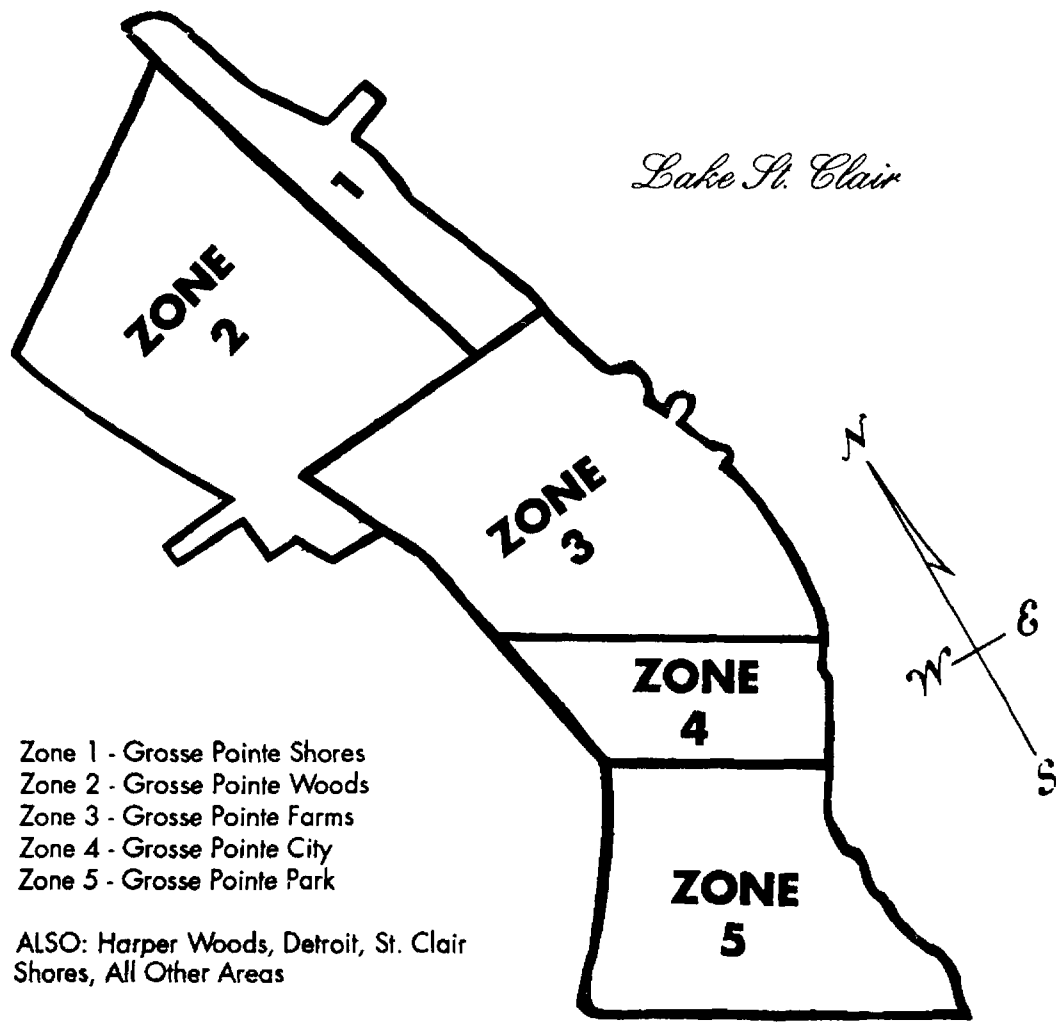 Lake St. Clair
1
ZONE
2
ZONE
3
N
E
W
S
ZONE
4
ZONE
5
Zone 1 - Grosse Pointe Shores
Zone 2 - Grosse Pointe Woods
Zone 3 - Grosse Pointe Farms
Zone 4 - Grosse Pointe City
Zone 5 - Grosse Pointe Park
ALSO: Harper Woods, Detroit, St. Clair
Shores, All Other Areas